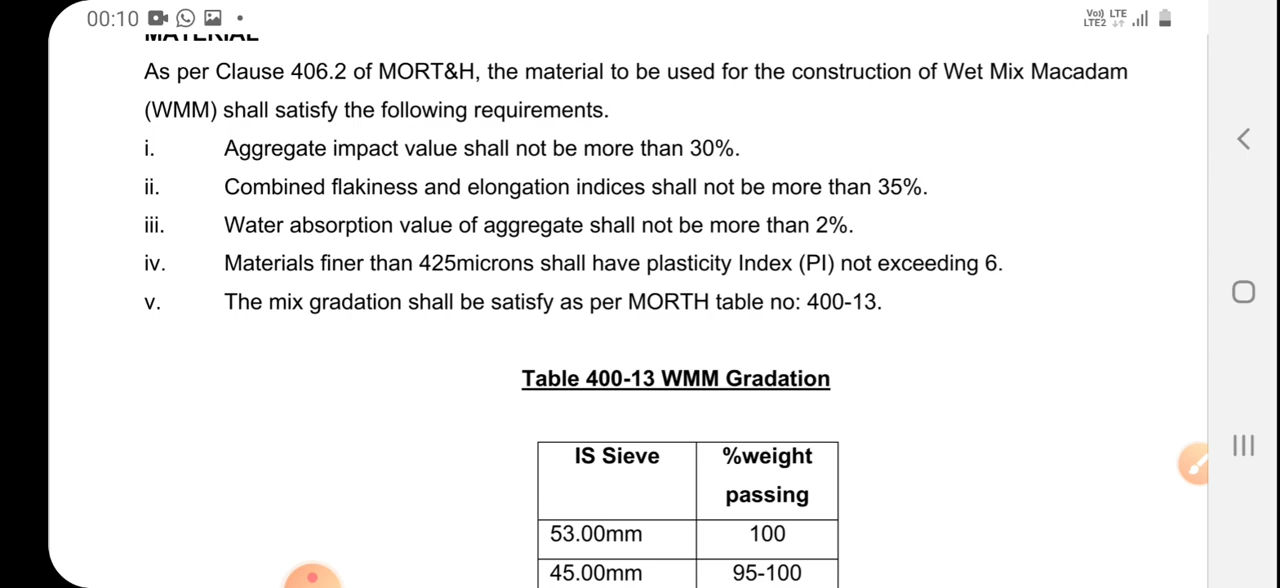 00:10
Vo)) LTE
LTE2
MATERIAL
As per Clause 406.2 of MORT&H, the material to be used for the construction of Wet Mix Macadam
(WMM) shall satisfy the following requirements.
i. Aggregate impact value shall not be more than 30%.
ii. Combined flakiness and elongation indices shall not be more than 35%.
iii. Water absorption value of aggregate shall not be more than 2%.
iv. Materials finer than 425microns shall have plasticity Index (PI) not exceeding 6.
v. The mix gradation shall be satisfy as per MORTH table no: 400-13.
Table 400-13 WMM Gradation
IS Sieve %weight
passing
53.00mm 100
45.00mm 95-100